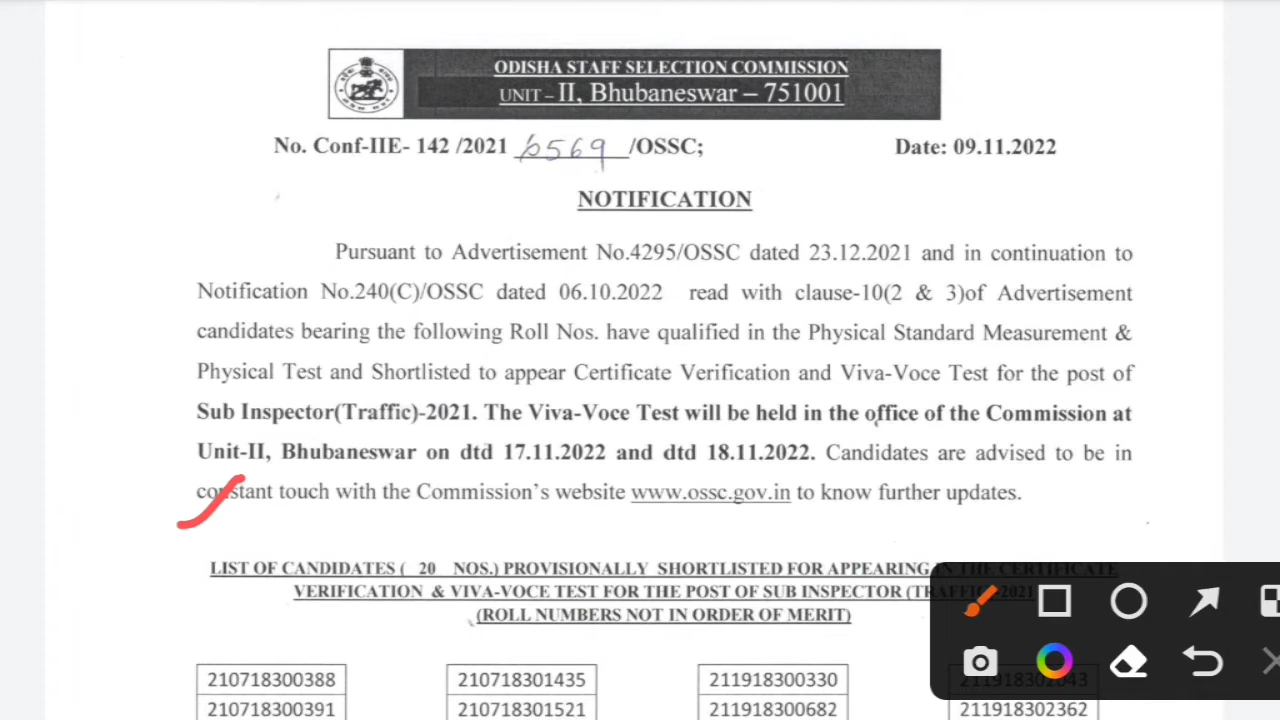 ODISHA STAFF SELECTION COMMISSION
UNIT – II, Bhubaneswar – 751001
No. Conf-IIE- 142 /2021 6569 /OSSC;
Date: 09.11.2022
NOTIFICATION
Pursuant to Advertisement No.4295/OSSC dated 23.12.2021 and in continuation to
Notification No.240(C)/OSSC dated 06.10.2022 read with clause-10(2 & 3)of Advertisement
candidates bearing the following Roll Nos. have qualified in the Physical Standard Measurement &
Physical Test and Shortlisted to appear Certificate Verification and Viva-Voce Test for the post of
Sub Inspector(Traffic)-2021. The Viva-Voce Test will be held in the office of the Commission at
Unit-II, Bhubaneswar on dtd 17.11.2022 and dtd 18.11.2022. Candidates are advised to be in
constant touch with the Commission's website www.ossc.gov.in to know further updates.
LIST OF CANDIDATES ( 20 NOS.) PROVISIONALLY SHORTLISTED FOR APPEARING IN THE CERTIFICATE
VERIFICATION & VIVA-VOCE TEST FOR THE POST OF SUB INSPECTOR (TRAFFIC)-2021
(ROLL NUMBERS NOT IN ORDER OF MERIT)
210718300388 210718301435 211918300330
210718300391 210718301521 211918300682 211918302362